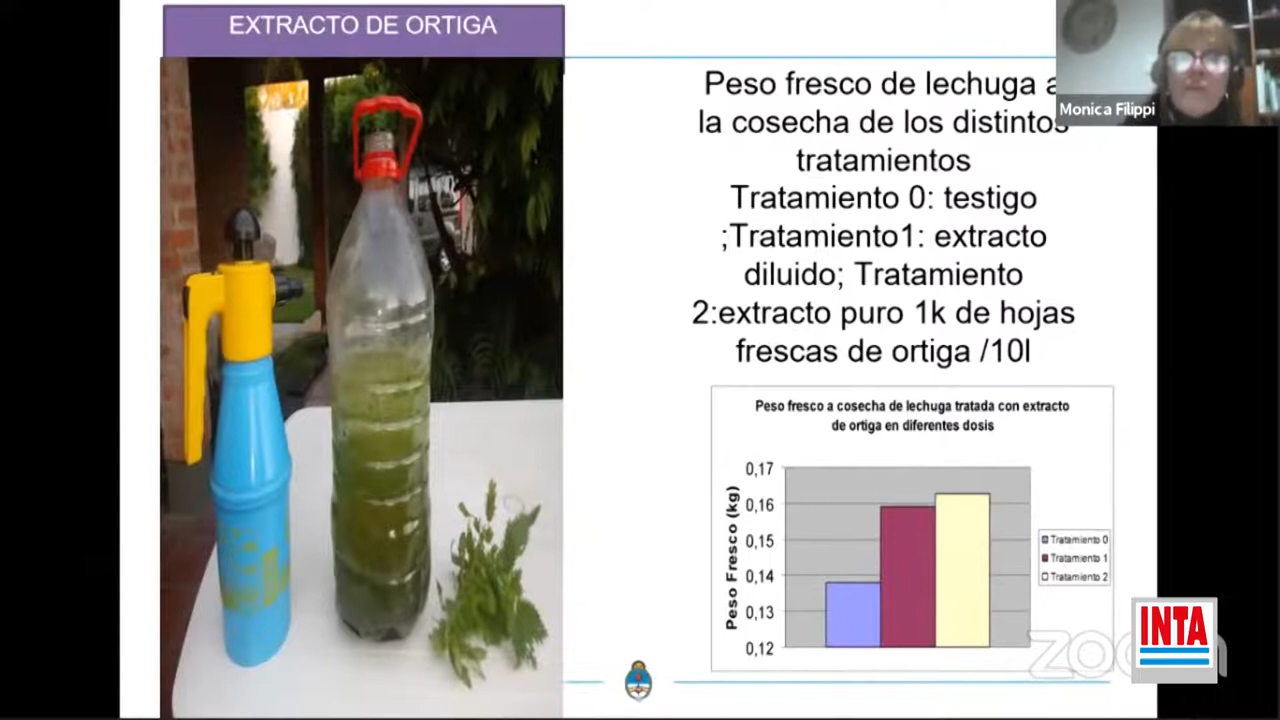 EXTRACTO DE ORTIGA
Peso fresco de lechuga a
la cosecha de los distintos
tratamientos
Tratamiento 0: testigo
;Tratamiento1: extracto
diluido; Tratamiento
2:extracto puro 1k de hojas
frescas de ortiga /10l
Monica Filippi
Peso fresco a cosecha de lechuga tratada con extracto
de ortiga en diferentes dosis
Peso Fresco (kg)
0,17
0,16
0,15
0,14
0,13
0,12
Tratamiento 0
Tratamiento 1
Tratamiento 2
zoom
INTA